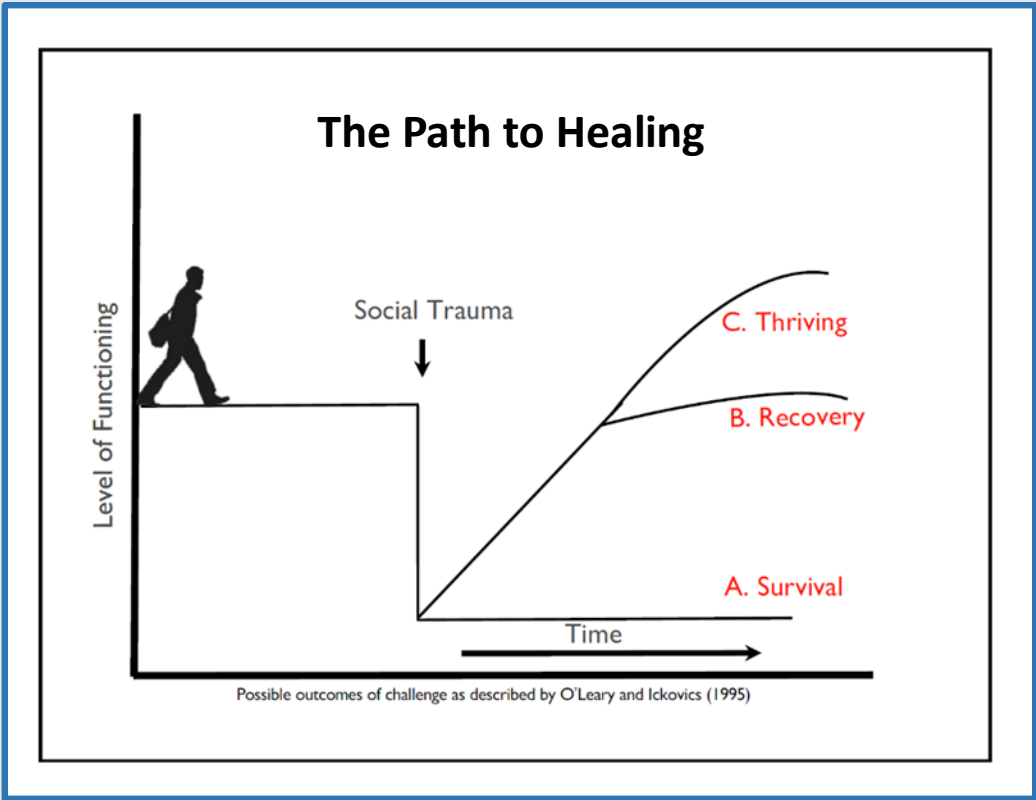 The Path to Healing
Level of Functioning
Social Trauma
C. Thriving
B. Recovery
A. Survival
Time
Possible outcomes of challenge as described by O'Leary and Ickovics (1995)